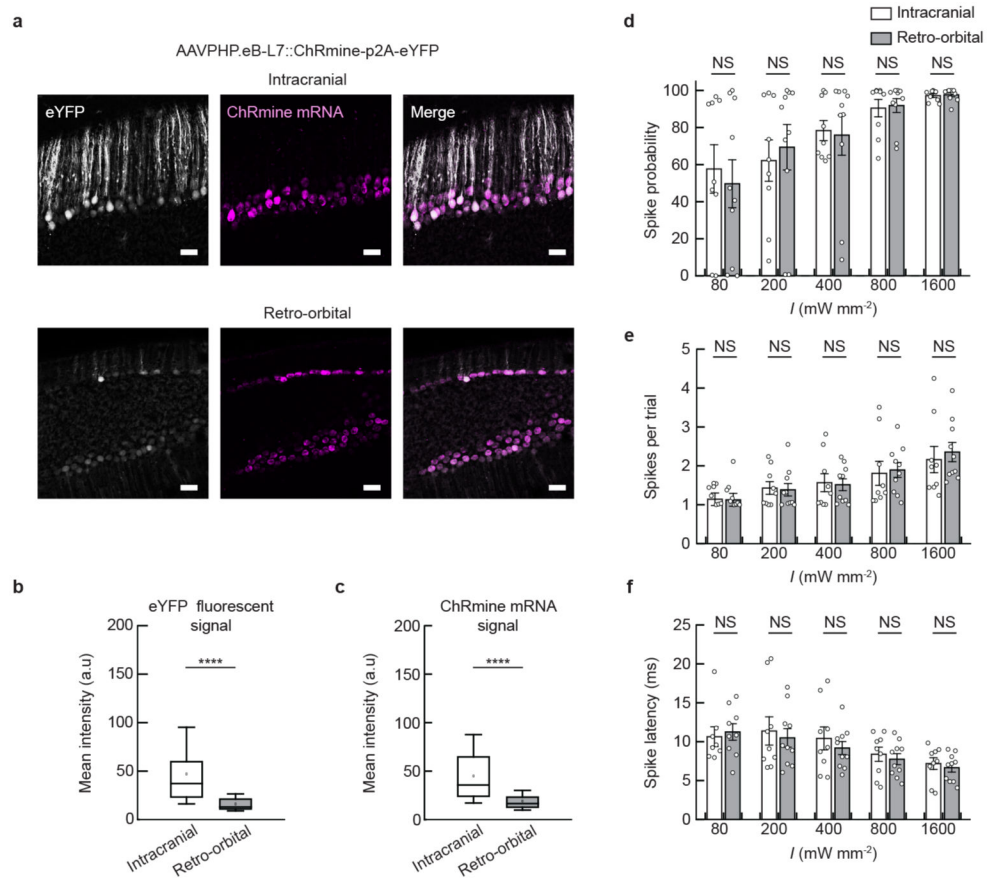 a
AAVPHP.eB-L7::ChRmine-p2A-eYFP
Intracranial
eYFP
ChRmine mRNA
Merge
Retro-orbital
b
eYFP fluorescent
signal
Mean intensity (a.u)
200
150
100
50
0
****
Intracranial
Retro-orbital
c
ChRmine mRNA
signal
Mean intensity (a.u)
200
150
100
50
0
****
Intracranial
Retro-orbital
Intracranial
Retro-orbital
d
NS NS NS NS NS
Spike probability
100
80
60
40
20
0
80 200 400 800 1600
I (mW mm-2)
e
NS NS NS NS NS
Spikes per trial
5
4
3
2
1
0
80 200 400 800 1600
I (mW mm-2)
f
NS NS NS NS NS
Spike latency (ms)
25
20
15
10
5
0
80 200 400 800 1600
I (mW mm-2)